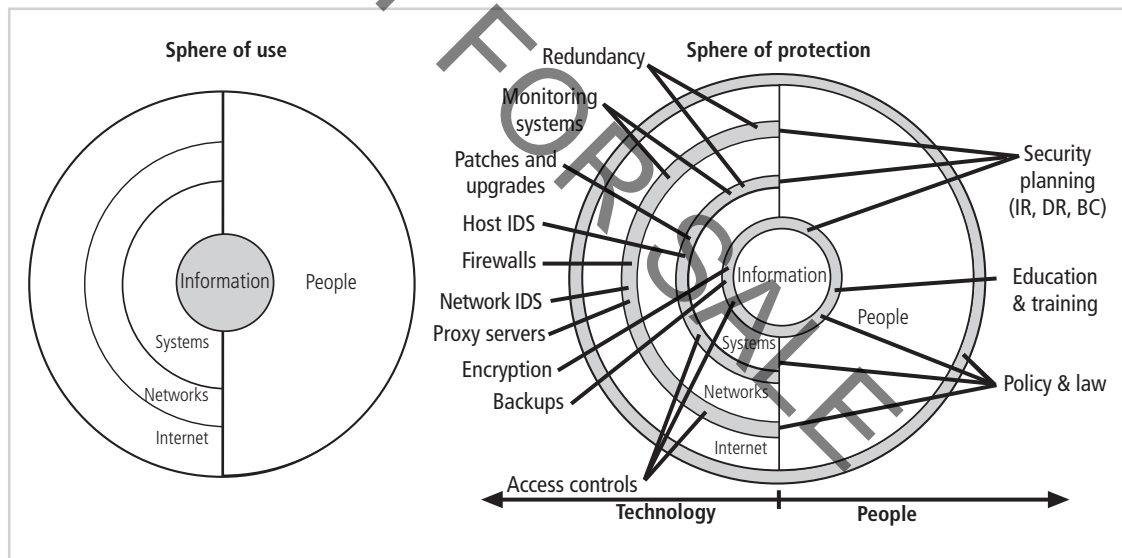 Sphere of use
Information
People
Systems
Networks
Internet
Sphere of protection
Redundancy
Monitoring
systems
Patches and
upgrades
Host IDS
Firewalls
Network IDS
Proxy servers
Encryption
Backups
Access controls
Information
People
Systems
Networks
Internet
Security
planning
(IR, DR, BC)
Education
& training
Policy & law
Technology
People
FOR SALE